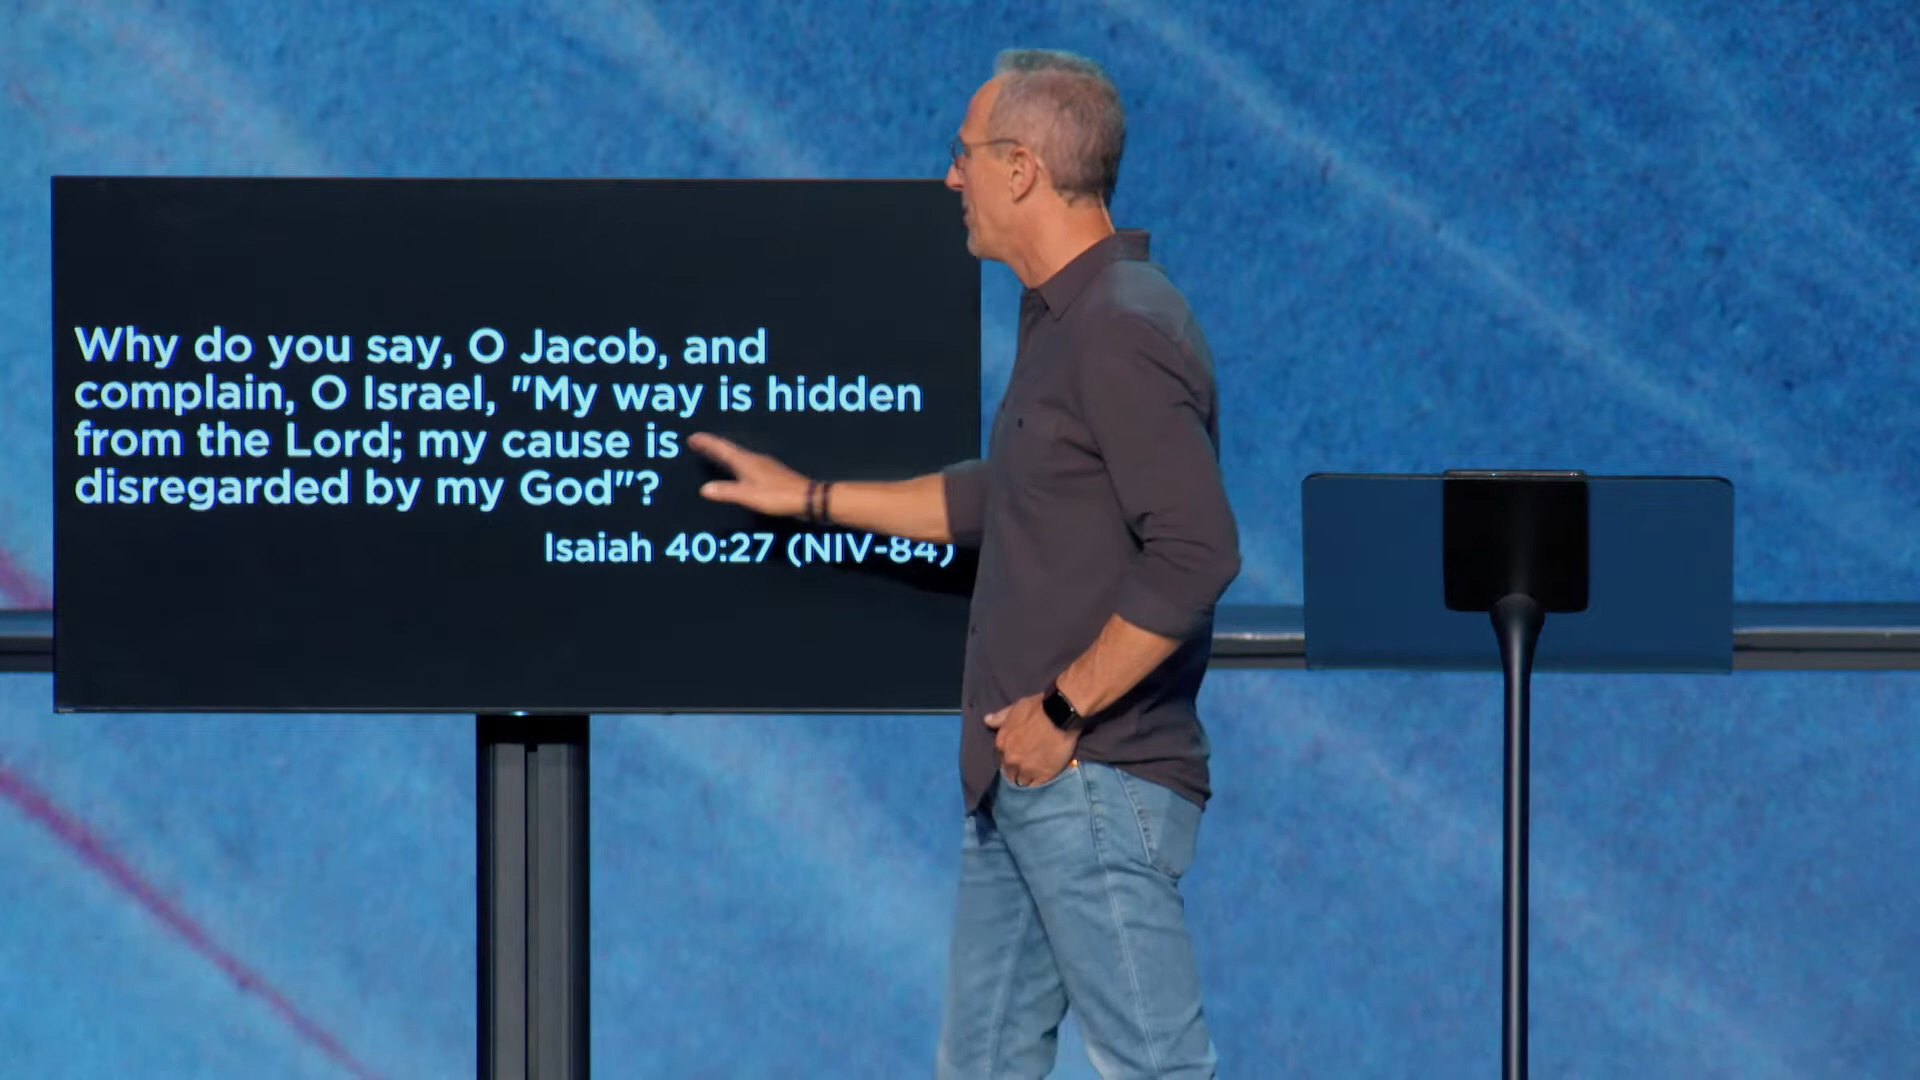 Why do you say, O Jacob, and
complain, O Israel, "My way is hidden
from the Lord; my cause is
disregarded by my God"?
Isaiah 40:27 (NIV-84)